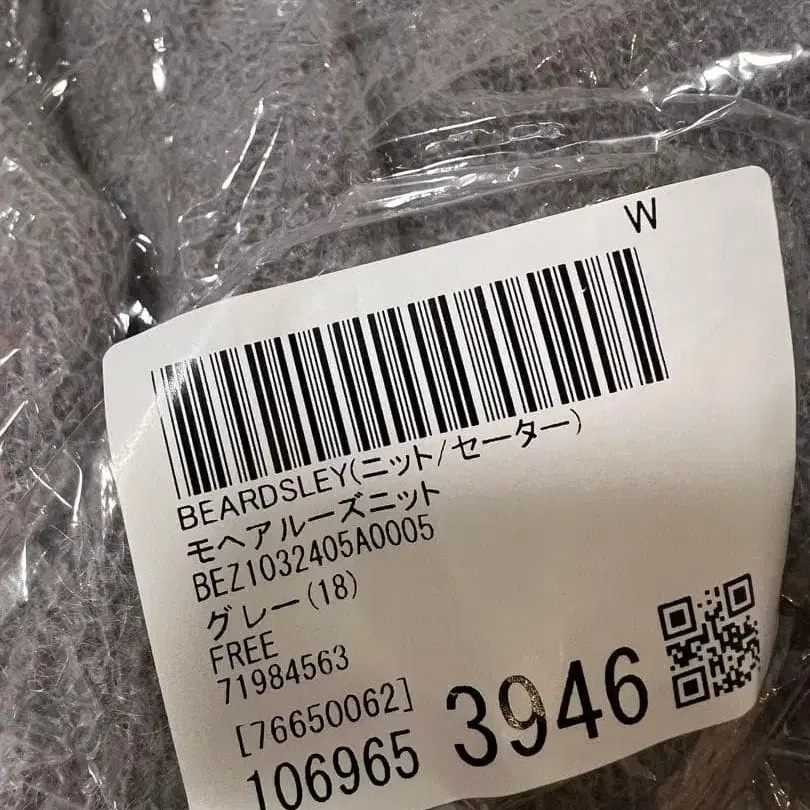 W
BEARDSLEY(ニット/セーター)
モヘアルーズニット
BEZ1032405A0005
グレー(18)
FREE
71984563
[76650062]
106965 3946